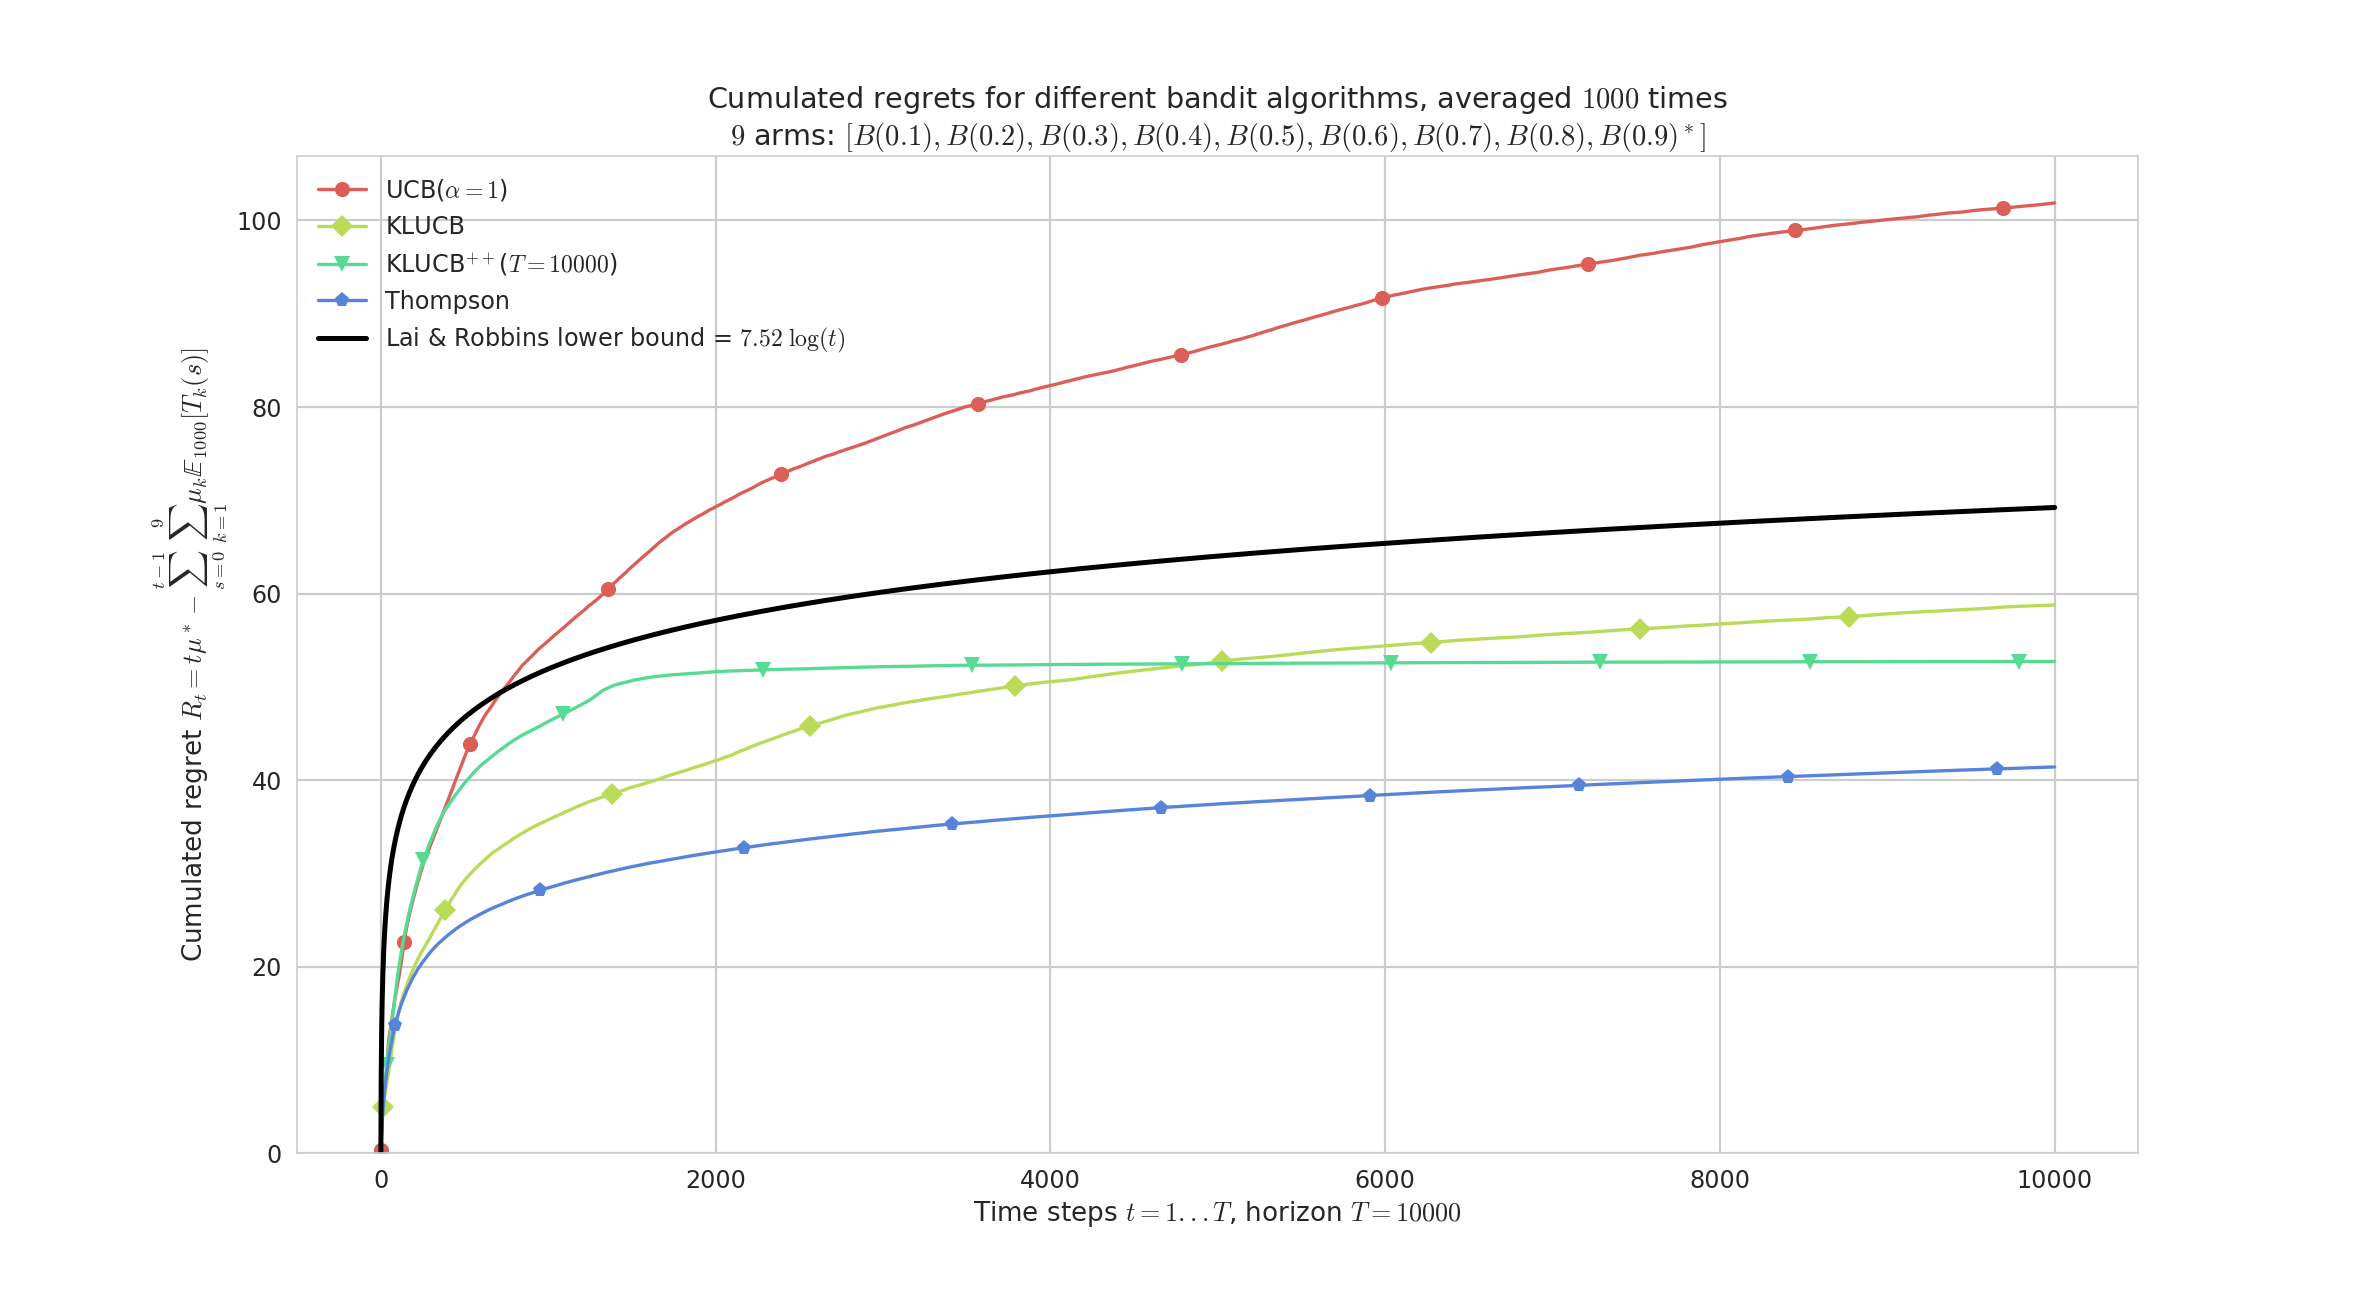 Cumulated regrets for different bandit algorithms, averaged 1000 times
9 arms: [B(0.1), B(0.2), B(0.3), B(0.4), B(0.5), B(0.6), B(0.7), B(0.8), B(0.9)*]
UCB(α = 1)
KLUCB
KLUCB⁺⁺(T = 10000)
Thompson
Lai & Robbins lower bound = 7.52 log(t)
Cumulated regret R_t = tμ* − ∑_{s=0}^{t−1} ∑_{k=1}^{9} μ_k 𝔼_{1000}[T_k(s)]
100
80
60
40
20
0
0 2000 4000 6000 8000 10000
Time steps t = 1...T, horizon T = 10000